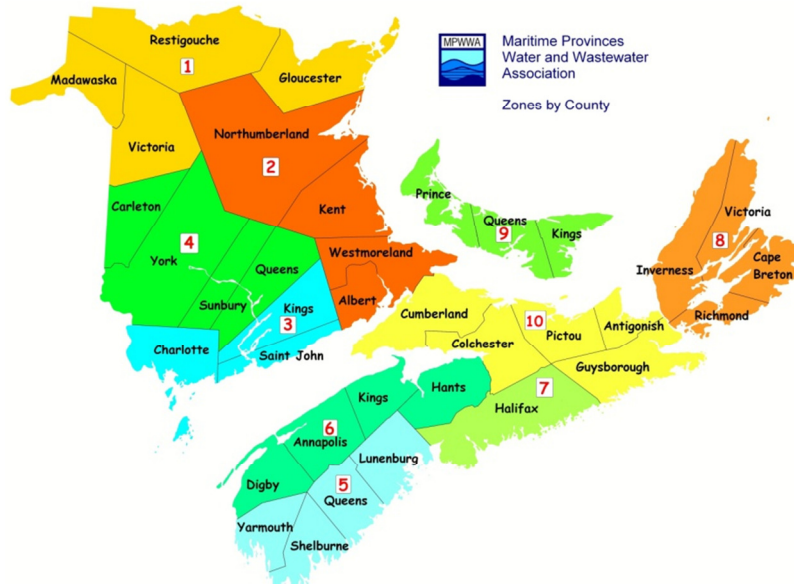 MPWWA
Maritime Provinces
Water and Wastewater
Association
Zones by County
Restigouche
1
Madawaska
Gloucester
Victoria
Northumberland
2
Kent
Carleton
4
York
Queens
Sunbury
Westmoreland
Albert
Kings
3
Charlotte
Saint John
Prince
Queens
9
Kings
Victoria
8
Cape
Breton
Inverness
Richmond
Cumberland
10
Pictou
Antigonish
Colchester
Guysborough
Hants
7
Halifax
Kings
6
Annapolis
Digby
Lunenburg
5
Queens
Yarmouth
Shelburne